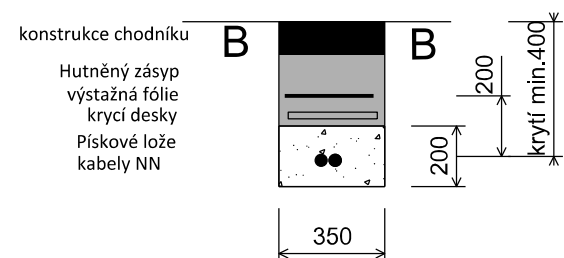 konstrukce chodníku
B B
Hutněný zásyp
výstažná fólie
krycí desky
Pískové lože
kabely NN
200
200
krytí min.400
350